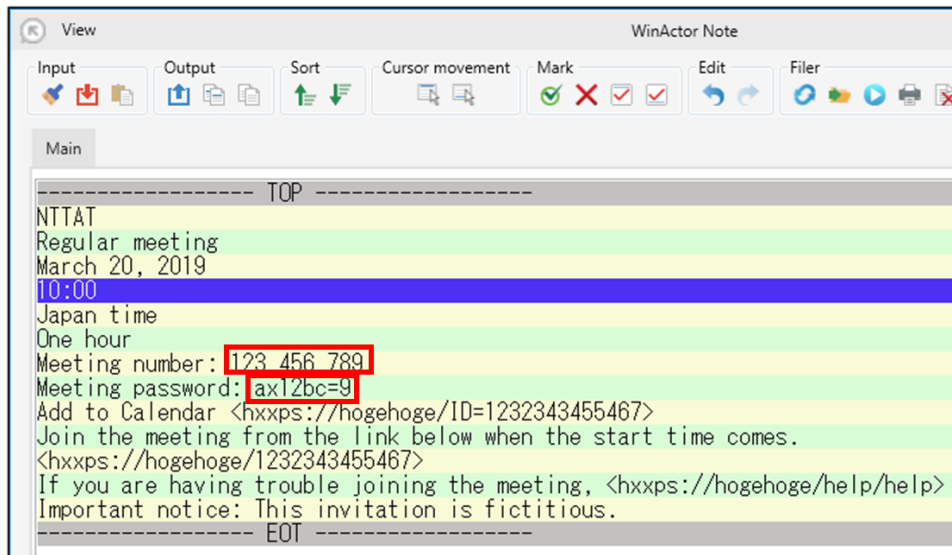 View WinActor Note
Input Output Sort Cursor movement Mark Edit Filer
Main
------------------ TOP ------------------
NTTAT
Regular meeting
March 20, 2019
10:00
Japan time
One hour
Meeting number: 123 456 789
Meeting password: ax12bc=9
Add to Calendar <hxxps://hogehoge/ID=1232343455467>
Join the meeting from the link below when the start time comes.
<hxxps://hogehoge/1232343455467>
If you are having trouble joining the meeting, <hxxps://hogehoge/help/help>
Important notice: This invitation is fictitious.
------------------ EOT ------------------